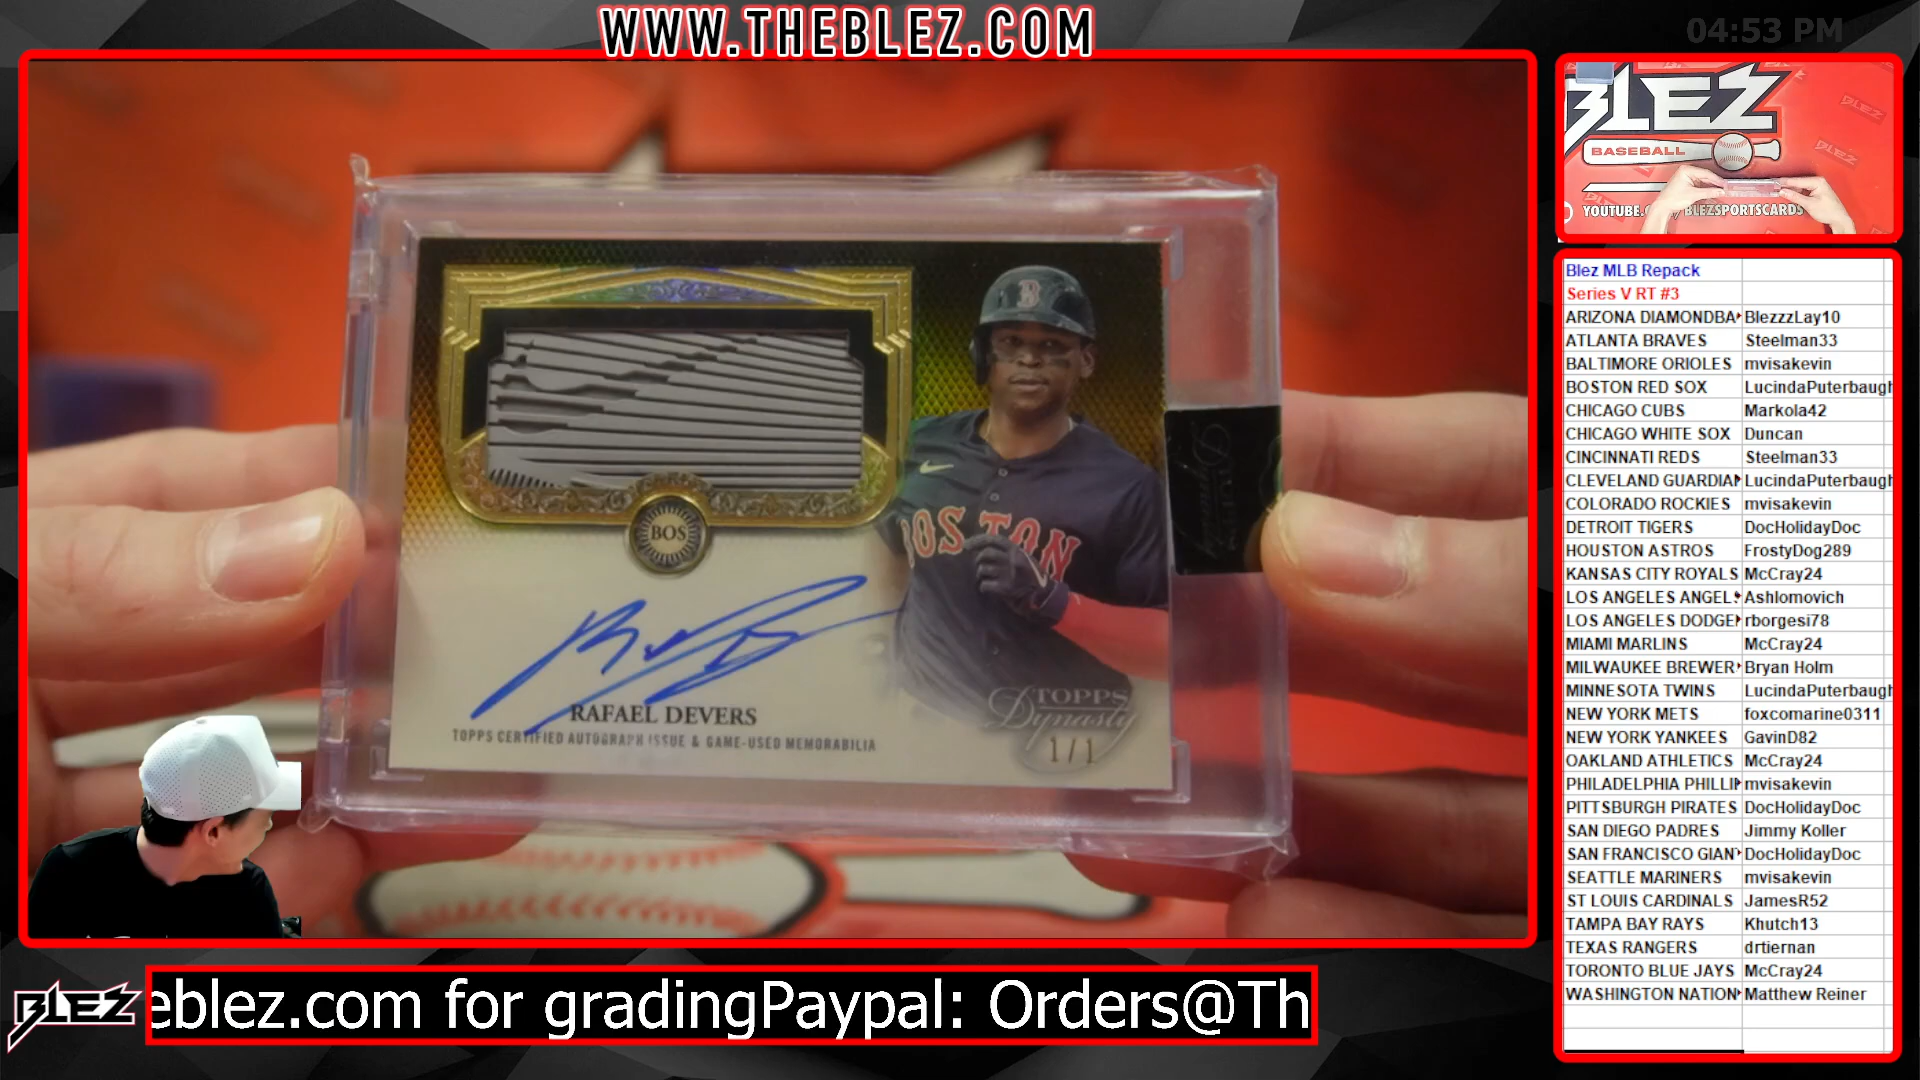 WWW.THEBLEZ.COM
04:53 PM
BLEZ
BASEBALL
BLEZ
BLEZ
YOUTUBE.
BLEZSPORTSCARDS
B
BOS
BOSTON
RAFAEL DEVERS
TOPPS CERTIFIED AUTOGRAPH ISSUE & GAME-USED MEMORABILIA
TOPPS
Dynasty
1/1
Blez MLB Repack
Series V RT #3
ARIZONA DIAMONDBA BlezzzLay10
ATLANTA BRAVES Steelman33
BALTIMORE ORIOLES mvisakevin
BOSTON RED SOX LucindaPuterbaugh
CHICAGO CUBS Markola42
CHICAGO WHITE SOX Duncan
CINCINNATI REDS Steelman33
CLEVELAND GUARDIAN LucindaPuterbaugh
COLORADO ROCKIES mvisakevin
DETROIT TIGERS DocHolidayDoc
HOUSTON ASTROS FrostyDog289
KANSAS CITY ROYALS McCray24
LOS ANGELES ANGELS Ashlomovich
LOS ANGELES DODGE rborgesi78
MIAMI MARLINS McCray24
MILWAUKEE BREWER Bryan Holm
MINNESOTA TWINS LucindaPuterbaugh
NEW YORK METS foxcomarine0311
NEW YORK YANKEES GavinD82
OAKLAND ATHLETICS McCray24
PHILADELPHIA PHILLI mvisakevin
PITTSBURGH PIRATES DocHolidayDoc
SAN DIEGO PADRES Jimmy Koller
SAN FRANCISCO GIAN DocHolidayDoc
SEATTLE MARINERS mvisakevin
ST LOUIS CARDINALS JamesR52
TAMPA BAY RAYS Khutch13
TEXAS RANGERS drtiernan
TORONTO BLUE JAYS McCray24
WASHINGTON NATION Matthew Reiner
BLEZ
eblez.com for gradingPaypal: Orders@Th